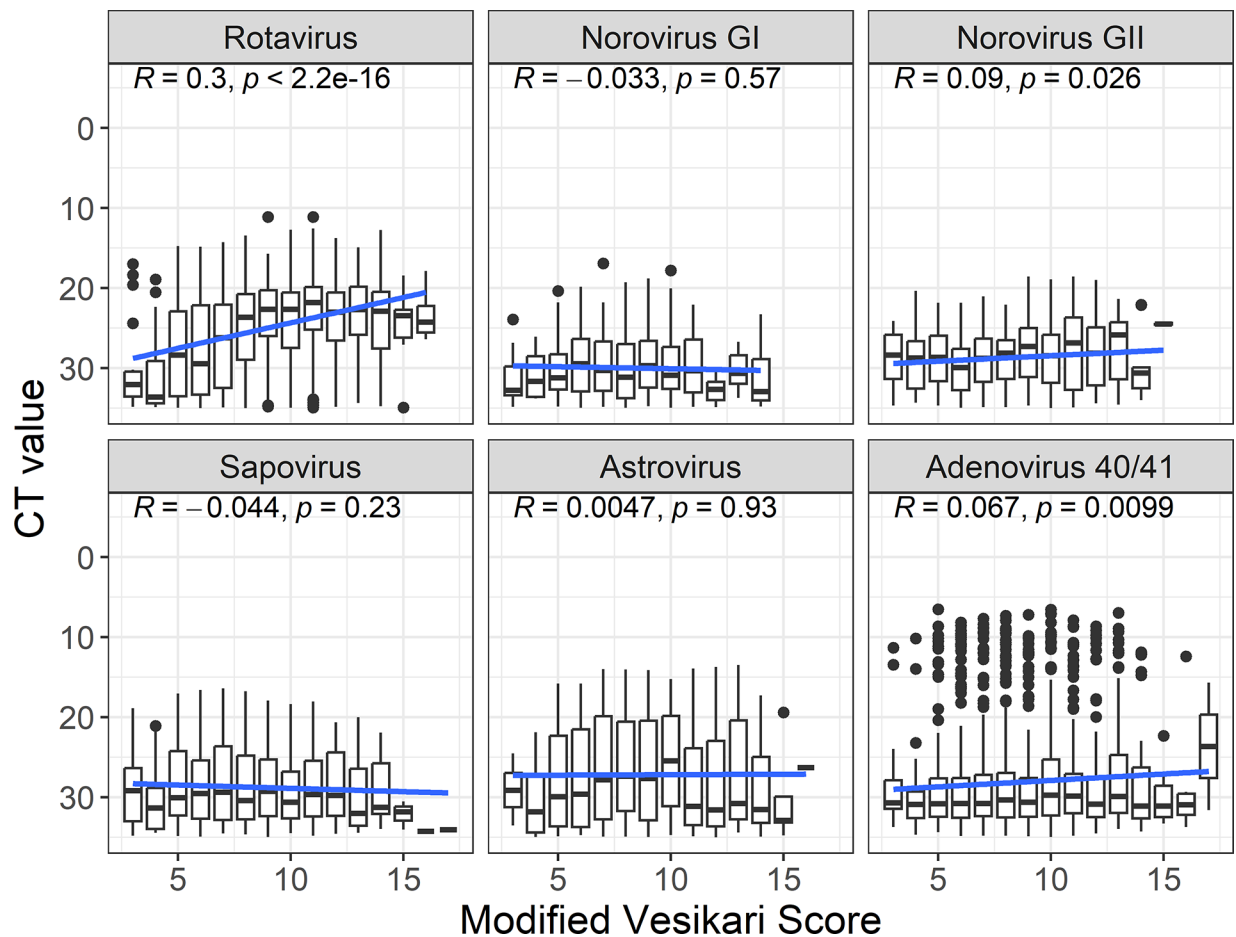 Rotavirus
Norovirus GI
Norovirus GII
R = 0.3, p < 2.2e-16
R = −0.033, p = 0.57
R = 0.09, p = 0.026
0
10
20
30
Sapovirus
Astrovirus
Adenovirus 40/41
R = −0.044, p = 0.23
R = 0.0047, p = 0.93
R = 0.067, p = 0.0099
0
10
20
30
CT value
5 10 15
5 10 15
5 10 15
Modified Vesikari Score